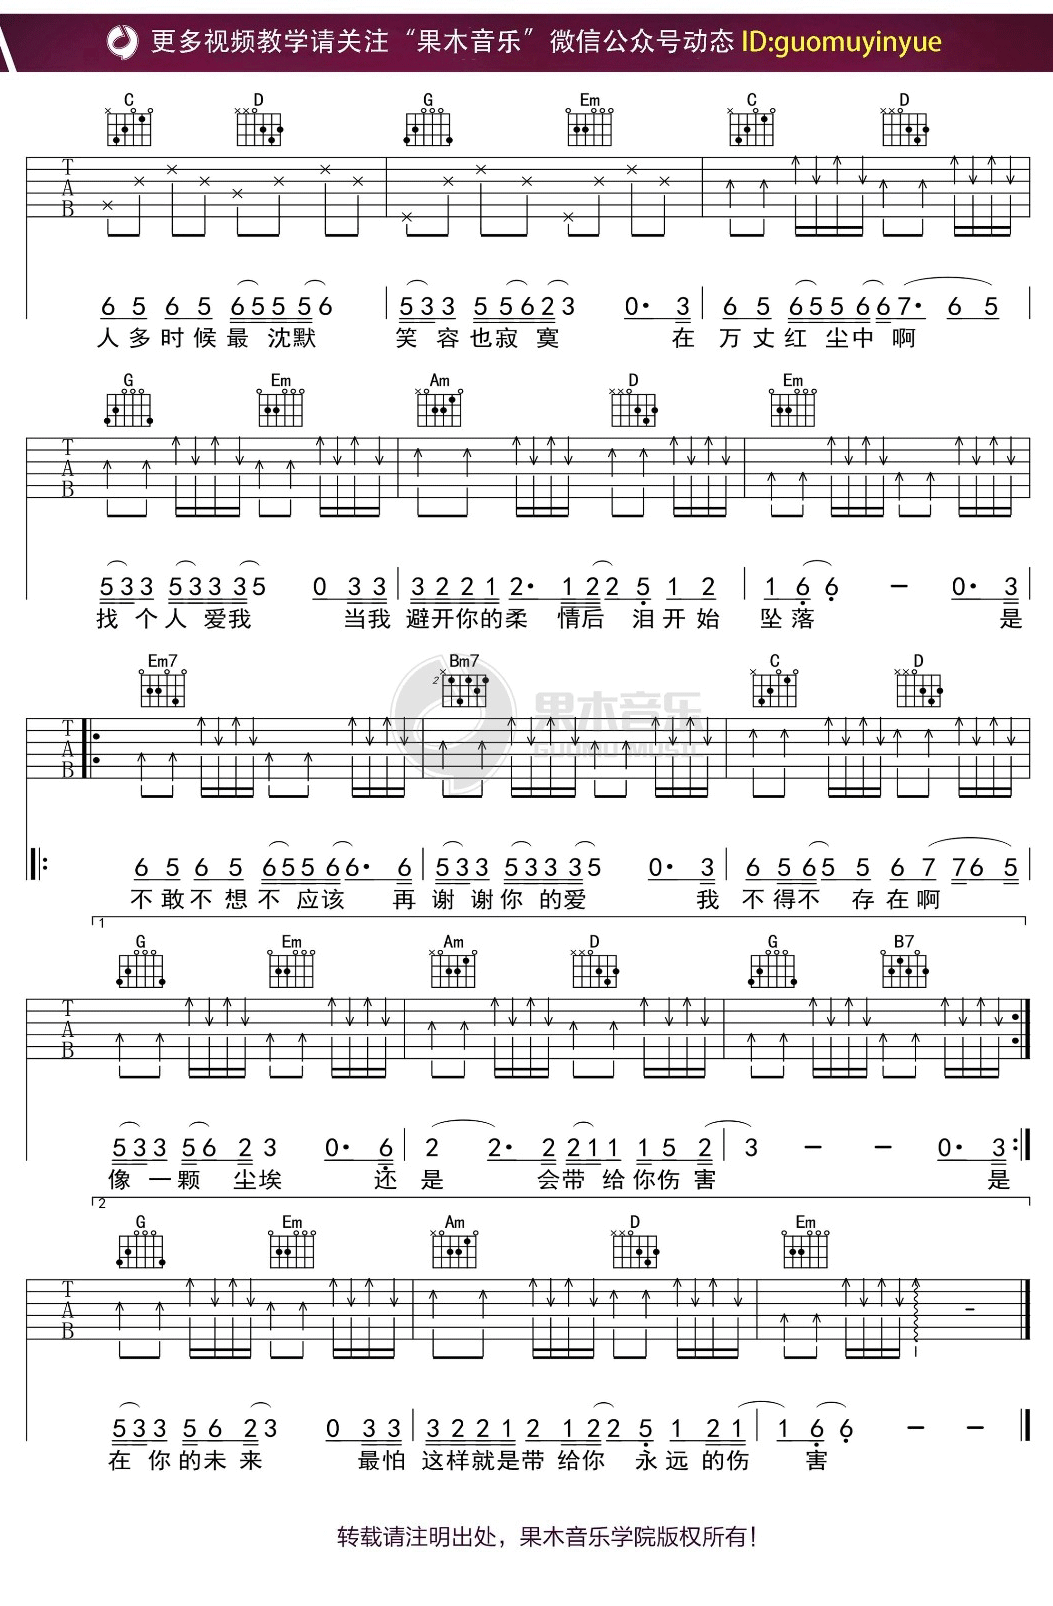 更多视频教学请关注“果木音乐”微信公众号动态 ID:guomuyinyue
C D G Em C D
T
A
B
6 5 6 5 6 5 5 5 6 5 3 3 5 5 6 2 3 0· 3 6 5 6 5 5 6 6 7· 6 5
人多时候最 沈默 笑 容也寂 寞 在 万丈红 尘中 啊
G Em Am D Em
T
A
B
5 3 3 5 3 3 3 5 0 3 3 3 2 2 1 2· 1 2 2 5 1 2 1 6 6 – 0· 3
找 个人 爱我 当我 避开你的柔 情后 泪开始 坠落 是
Em7 Bm7 C D
2
T
A
B
果木音乐
GUOMU MUSIC
6 5 6 5 6 5 5 6 6· 6 5 3 3 5 3 3 3 5 0· 3 6 5 6 5 5 6 7 7 6 5
不敢不 想不 应该 再 谢 谢你 的爱 我 不得不 存在啊
1
G Em Am D G B7
T
A
B
5 3 3 5 6 2 3 0· 6 2 2· 2 2 1 1 1 5 2 3 – – 0· 3
像 一颗 尘埃 还 是 会带 给你伤 害 是
2
G Em Am D Em
T
A
B
–
5 3 3 5 6 2 3 0 3 3 3 2 2 1 2 1 2 2 5 1 2 1 1 6 6 – –
在 你的未 来 最怕 这样就是带 给你 永远的伤 害
转载请注明出处，果木音乐学院版权所有！